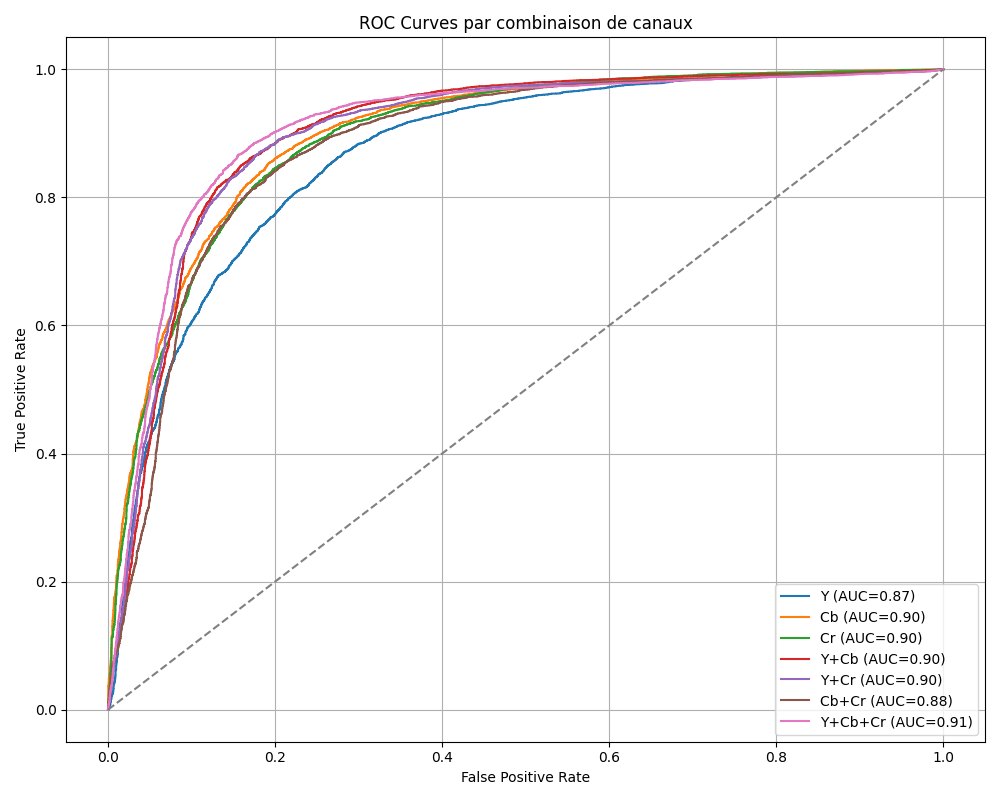 ROC Curves par combinaison de canaux
True Positive Rate
1.0
0.8
0.6
0.4
0.2
0.0
Y (AUC=0.87)
Cb (AUC=0.90)
Cr (AUC=0.90)
Y+Cb (AUC=0.90)
Y+Cr (AUC=0.90)
Cb+Cr (AUC=0.88)
Y+Cb+Cr (AUC=0.91)
0.0 0.2 0.4 0.6 0.8 1.0
False Positive Rate